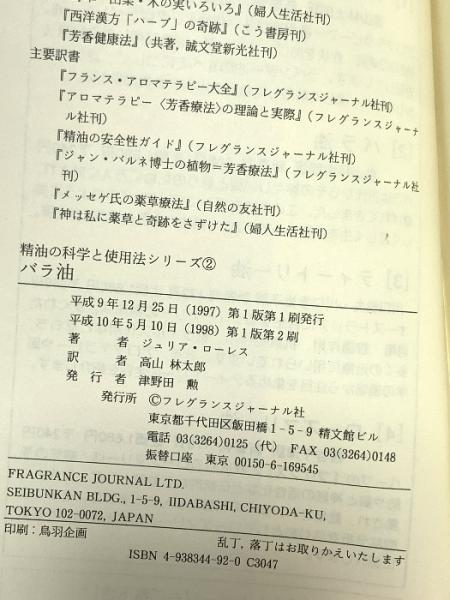 山菜・木の実いろいろ』(婦人生活社刊)
『西洋漢方「ハーブ」の奇跡』(こう書房刊)
『芳香健康法』(共著, 誠文堂新光社刊)
主要訳書
『フランス・アロマテラピー大全』(フレグランスジャーナル社刊)
『アロマテラピー〈芳香療法〉の理論と実際』(フレグランスジャーナ
ル社刊)
『精油の安全性ガイド』(フレグランスジャーナル社刊)
『ジャン・バルネ博士の植物=芳香療法』(フレグランスジャーナル社
刊)
『メッセゲ氏の薬草療法』(自然の友社刊)
『神は私に薬草と奇跡をさずけた』(婦人生活社刊)
精油の科学と使用法シリーズ②
バラ油
平成9年12月25日(1997)第1版第1刷発行
平成10年5月10日(1998)第1版第2刷
著者 ジュリア・ローレス
訳者 高山 林太郎
発行者 津野田 勲
発行所 ©フレグランスジャーナル社
東京都千代田区飯田橋1-5-9 精文館ビル
電話 03(3264)0125(代) FAX 03(3264)0148
振替口座 東京 00150-6-169545
FRAGRANCE JOURNAL LTD.
SEIBUNKAN BLDG., 1-5-9, IIDABASHI, CHIYODA-KU,
TOKYO 102-0072, JAPAN
印刷:鳥羽企画
乱丁, 落丁はお取りかえいたします
ISBN 4-938344-92-0 C3047